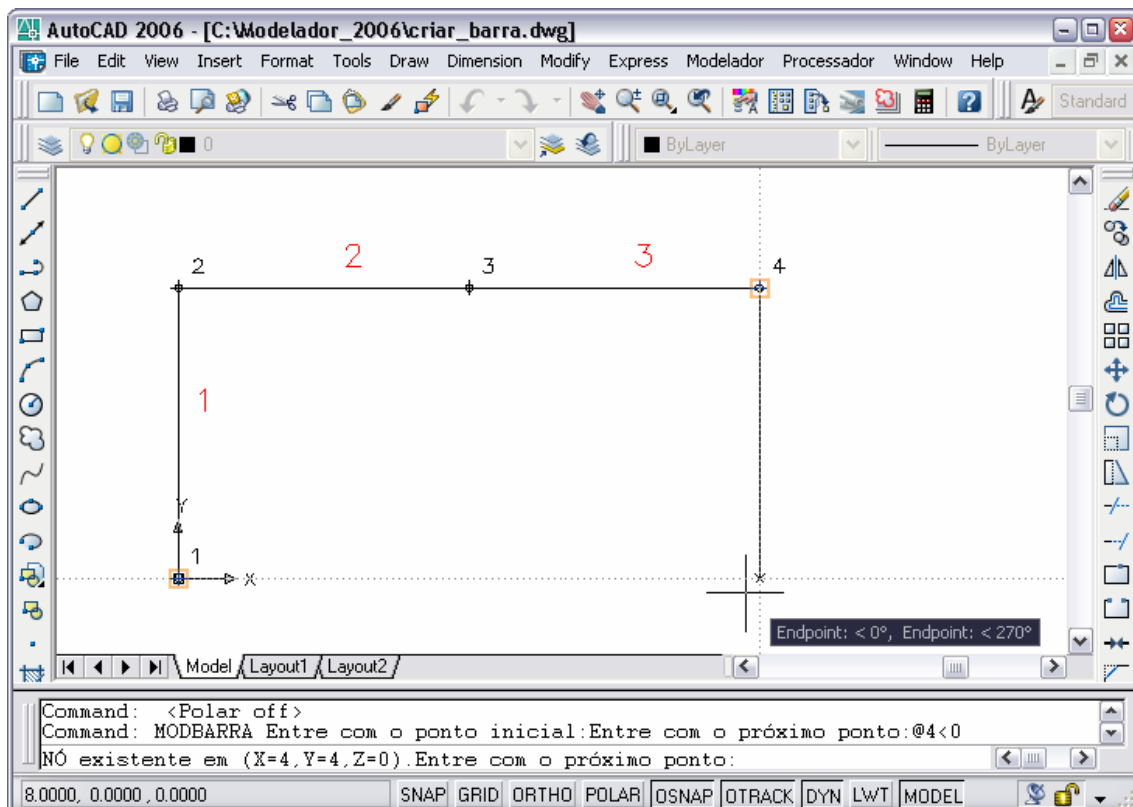 AutoCAD 2006 - [C:\Modelador_2006\criar_barra.dwg]
File Edit View Insert Format Tools Draw Dimension Modify Express Modelador Processador Window Help
Standard
0 ByLayer ByLayer
2 2 3 3 4
1
Y
1
X
Endpoint: < 0°, Endpoint: < 270°
Model Layout1 Layout2
Command: <Polar off>
Command: MODBARRA Entre com o ponto inicial:Entre com o próximo ponto:@4<0
NÓ existente em (X=4,Y=4,Z=0).Entre com o próximo ponto:
8.0000, 0.0000 , 0.0000 SNAP GRID ORTHO POLAR OSNAP OTRACK DYN LWT MODEL